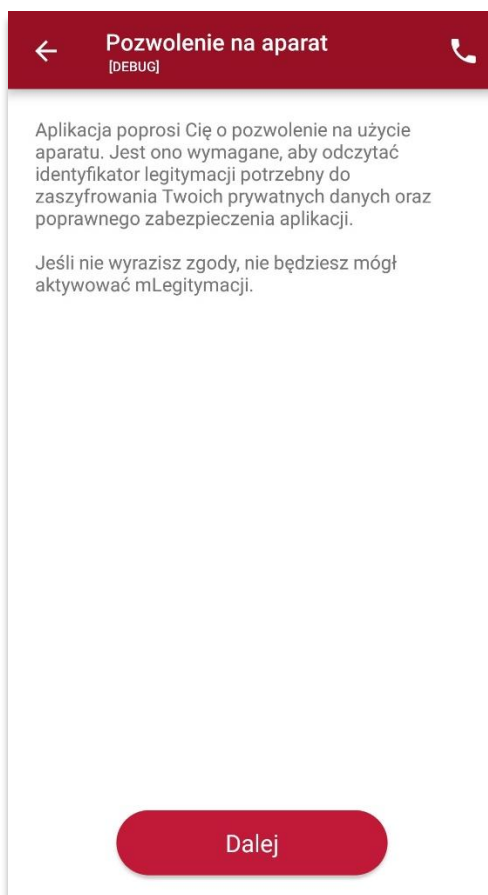 Pozwolenie na aparat
[DEBUG]
Aplikacja poprosi Cię o pozwolenie na użycie
aparatu. Jest ono wymagane, aby odczytać
identyfikator legitymacji potrzebny do
zaszyfrowania Twoich prywatnych danych oraz
poprawnego zabezpieczenia aplikacji.
Jeśli nie wyrazisz zgody, nie będziesz mógł
aktywować mLegitymacji.
Dalej